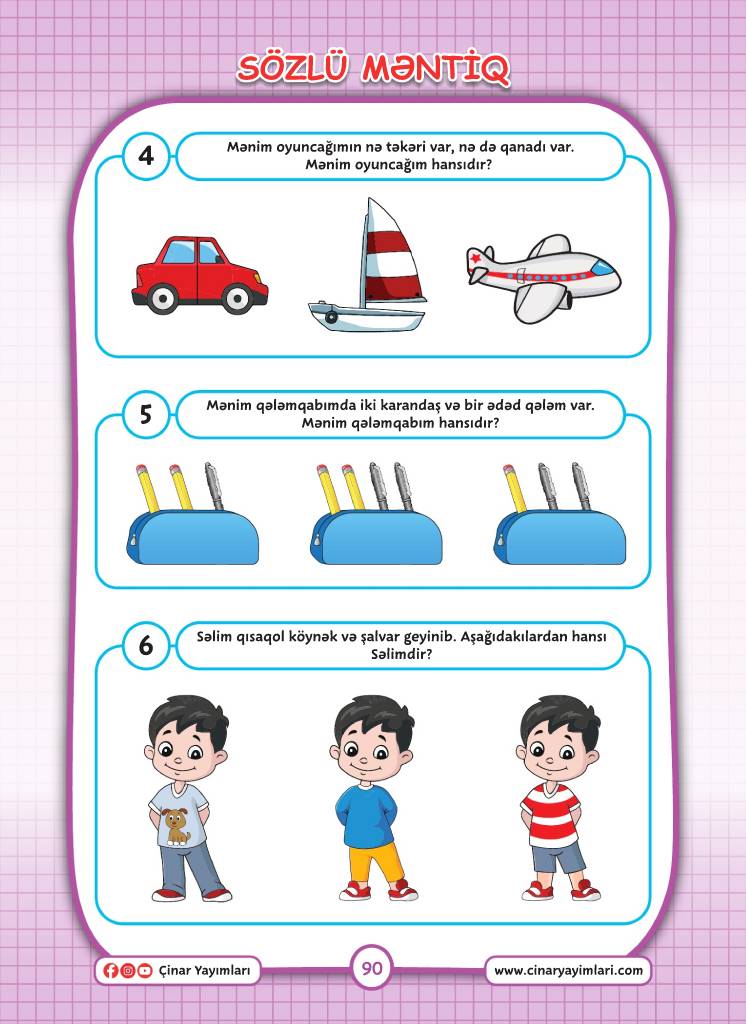 SÖZLÜ MƏNTİQ
4
Mənim oyuncağımın nə təkəri var, nə də qanadı var.
Mənim oyuncağım hansıdır?
5
Mənim qələmqabımda iki karandaş və bir ədəd qələm var.
Mənim qələmqabım hansıdır?
6
Səlim qısaqol köynək və şalvar geyinib. Aşağıdakılardan hansı
Səlimdir?
Çinar Yayımları
90
www.cinaryayimlari.com